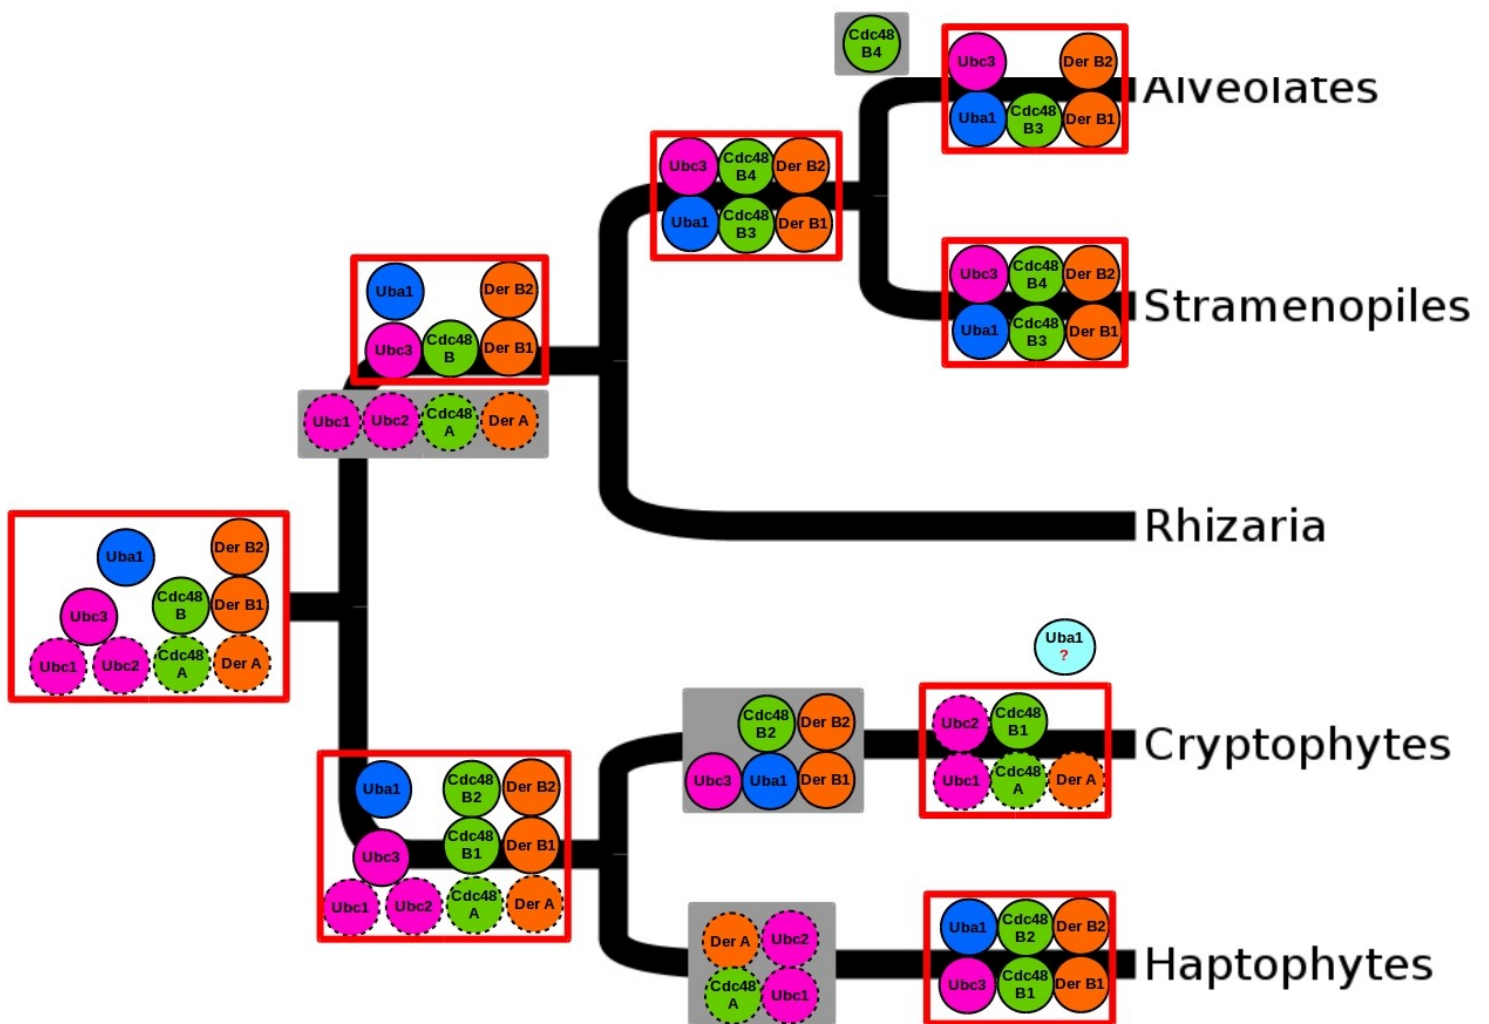 Cdc48
B4
Ubc3
Der B2
Uba1
Cdc48
B3
Der B1
Alveolates
Ubc3
Cdc48
B4
Der B2
Uba1
Cdc48
B3
Der B1
Ubc3
Cdc48
B4
Der B2
Uba1
Cdc48
B3
Der B1
Stramenopiles
Uba1
Der B2
Ubc3
Cdc48
B
Der B1
Ubc1
Ubc2
Cdc48
A
Der A
Rhizaria
Uba1
Der B2
Ubc3
Cdc48
B
Der B1
Ubc1
Ubc2
Cdc48
A
Der A
Uba1
?
Cdc48
B2
Der B2
Ubc3
Uba1
Der B1
Ubc2
Cdc48
B1
Ubc1
Cdc48
A
Der A
Cryptophytes
Uba1
Cdc48
B2
Der B2
Ubc3
Cdc48
B1
Der B1
Ubc1
Ubc2
Cdc48
A
Der A
Der A
Ubc2
Cdc48
A
Ubc1
Uba1
Cdc48
B2
Der B2
Ubc3
Cdc48
B1
Der B1
Haptophytes